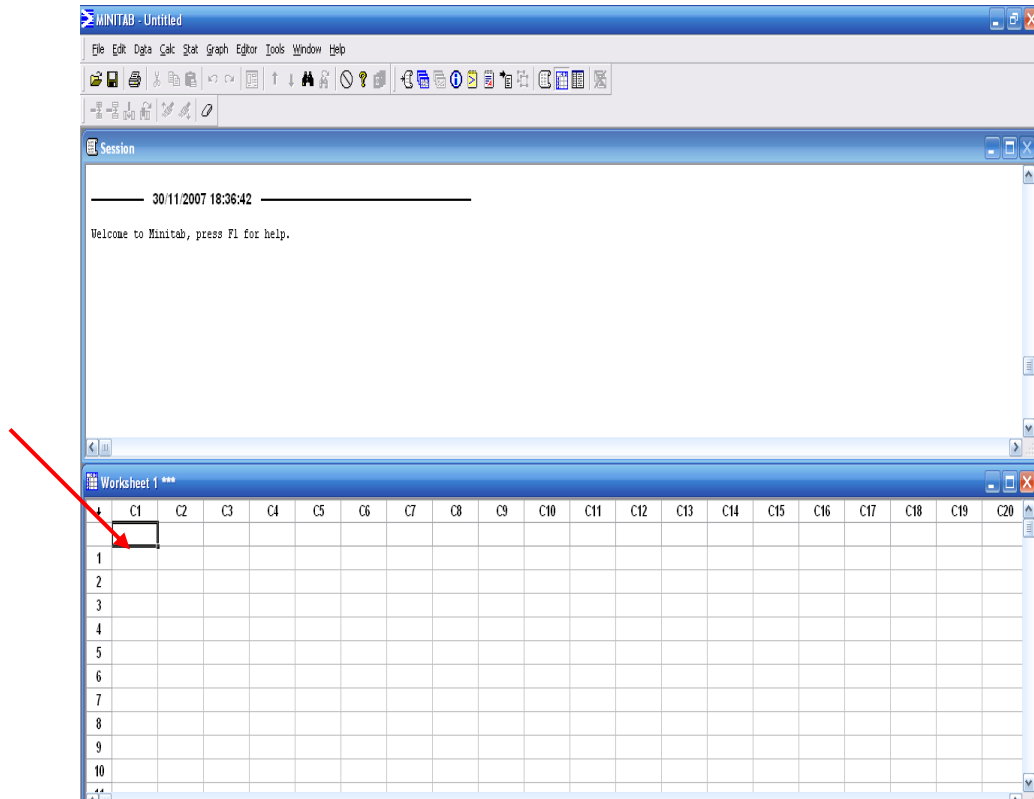 MINITAB - Untitled
File Edit Data Calc Stat Graph Editor Tools Window Help
Session
30/11/2007 18:36:42
Welcome to Minitab, press F1 for help.
Worksheet 1 ***
C1 C2 C3 C4 C5 C6 C7 C8 C9 C10 C11 C12 C13 C14 C15 C16 C17 C18 C19 C20
1
2
3
4
5
6
7
8
9
10